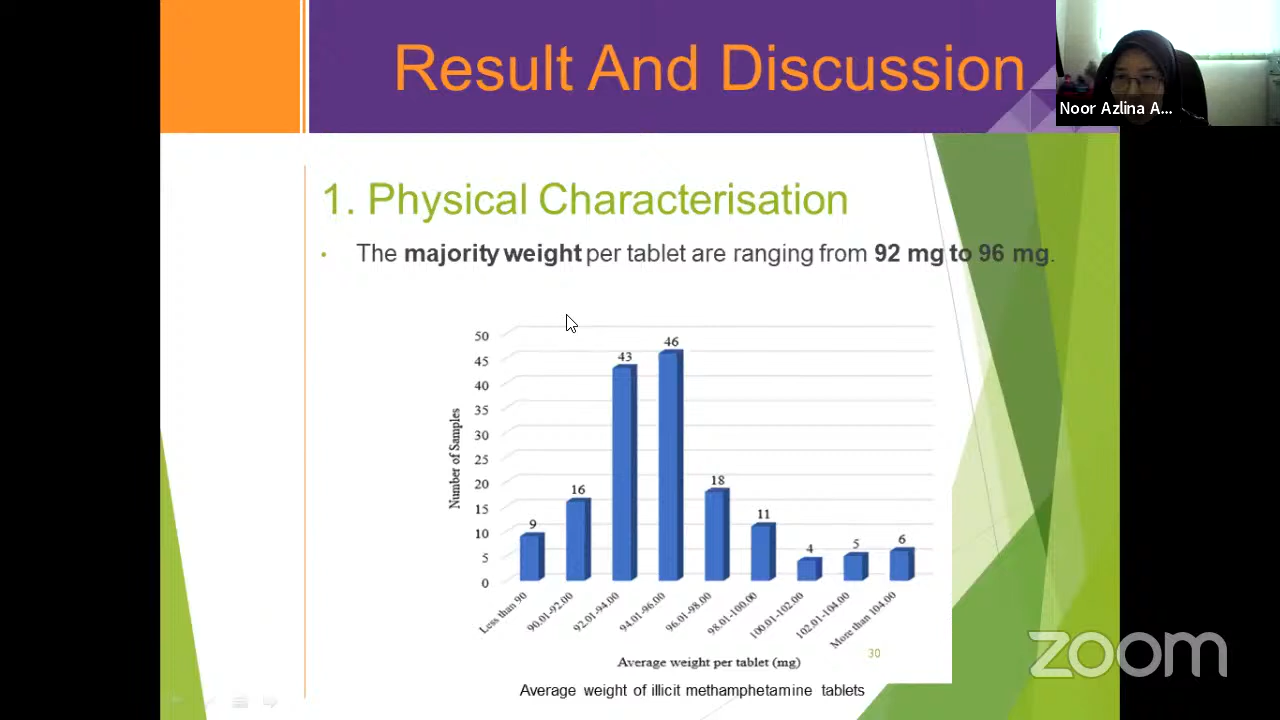 Result And Discussion
Noor Azlina A...
1. Physical Characterisation
• The majority weight per tablet are ranging from 92 mg to 96 mg.
50
45
40
35
30
25
20
15
10
5
0
Number of Samples
9
16
43
46
18
11
4
5
6
Less than 90
90.01-92.00
92.01-94.00
94.01-96.00
96.01-98.00
98.01-100.00
100.01-102.00
102.01-104.00
More than 104.00
Average weight per tablet (mg)
30
Average weight of illicit methamphetamine tablets
zoom